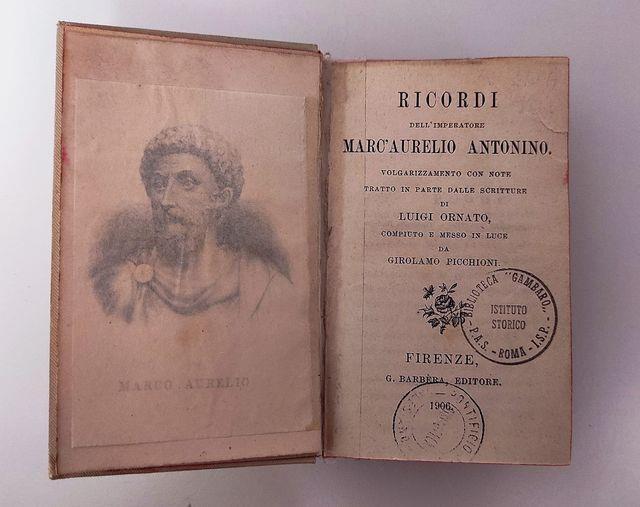 MARCO AURELIO
RICORDI
DELL'IMPERATORE
MARC'AURELIO ANTONINO.
VOLGARIZZAMENTO CON NOTE
TRATTO IN PARTE DALLE SCRITTURE
DI
LUIGI ORNATO,
COMPIUTO E MESSO IN LUCE
DA
GIROLAMO PICCHIONI.
BIBLIOTECA "GAMBARO"
ISTITUTO
STORICO
P.A.S. - ROMA - I.S.P.
FIRENZE,
G. BARBÈRA, EDITORE.
—
1906.
PONTIFICIO